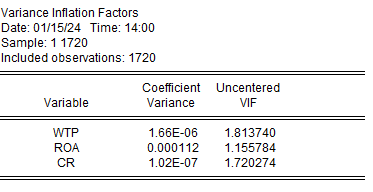 Variance Inflation Factors
Date: 01/15/24 Time: 14:00
Sample: 1 1720
Included observations: 1720
Coefficient Uncentered
Variable Variance VIF
WTP 1.66E-06 1.813740
ROA 0.000112 1.155784
CR 1.02E-07 1.720274